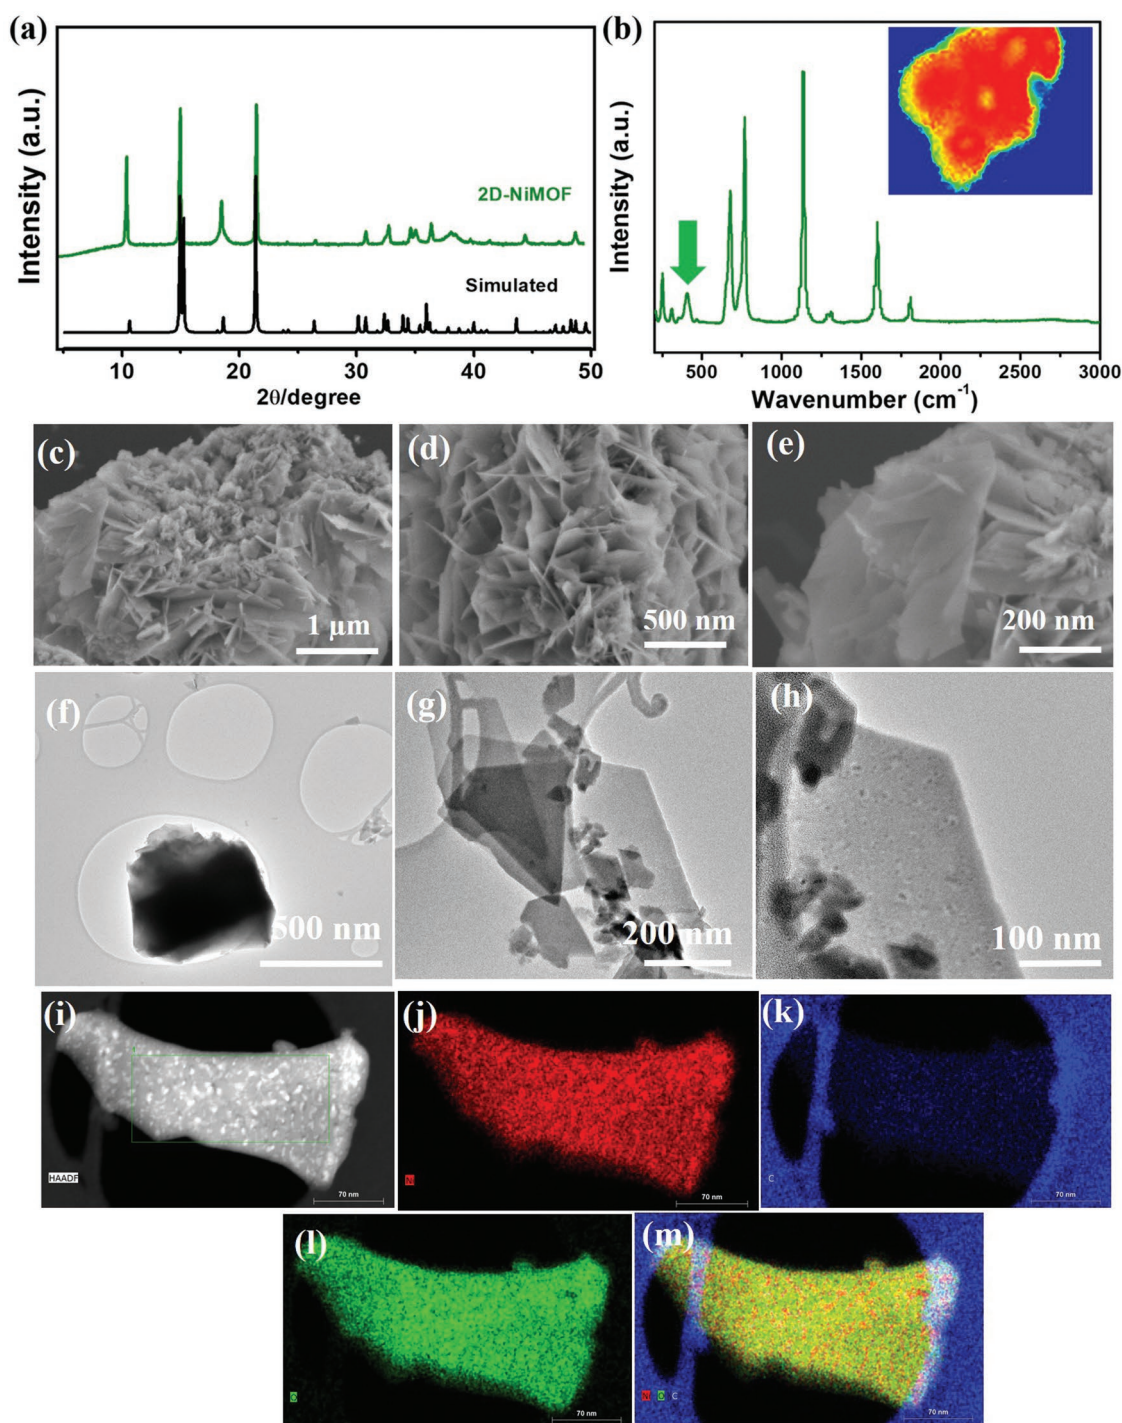 (a)
Intensity (a.u.)
2D-NiMOF
Simulated
10 20 30 40 50
2θ/degree
(b)
Intensity (a.u.)
500 1000 1500 2000 2500 3000
Wavenumber (cm-1)
(c)
1 μm
(d)
500 nm
(e)
200 nm
(f)
500 nm
(g)
200 nm
(h)
100 nm
(i)
HAADF
70 nm
(j)
Ni
70 nm
(k)
C
70 nm
(l)
O
70 nm
(m)
Ni O C
70 nm